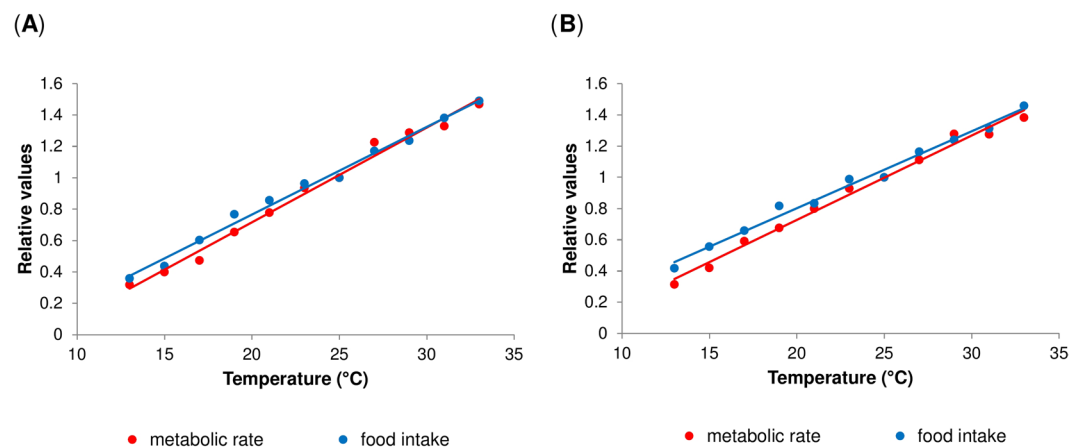 (A)
1.6
1.4
1.2
1
0.8
0.6
0.4
0.2
0
Relative values
10 15 20 25 30 35
Temperature (°C)
metabolic rate food intake
(B)
1.6
1.4
1.2
1
0.8
0.6
0.4
0.2
0
Relative values
10 15 20 25 30 35
Temperature (°C)
metabolic rate food intake